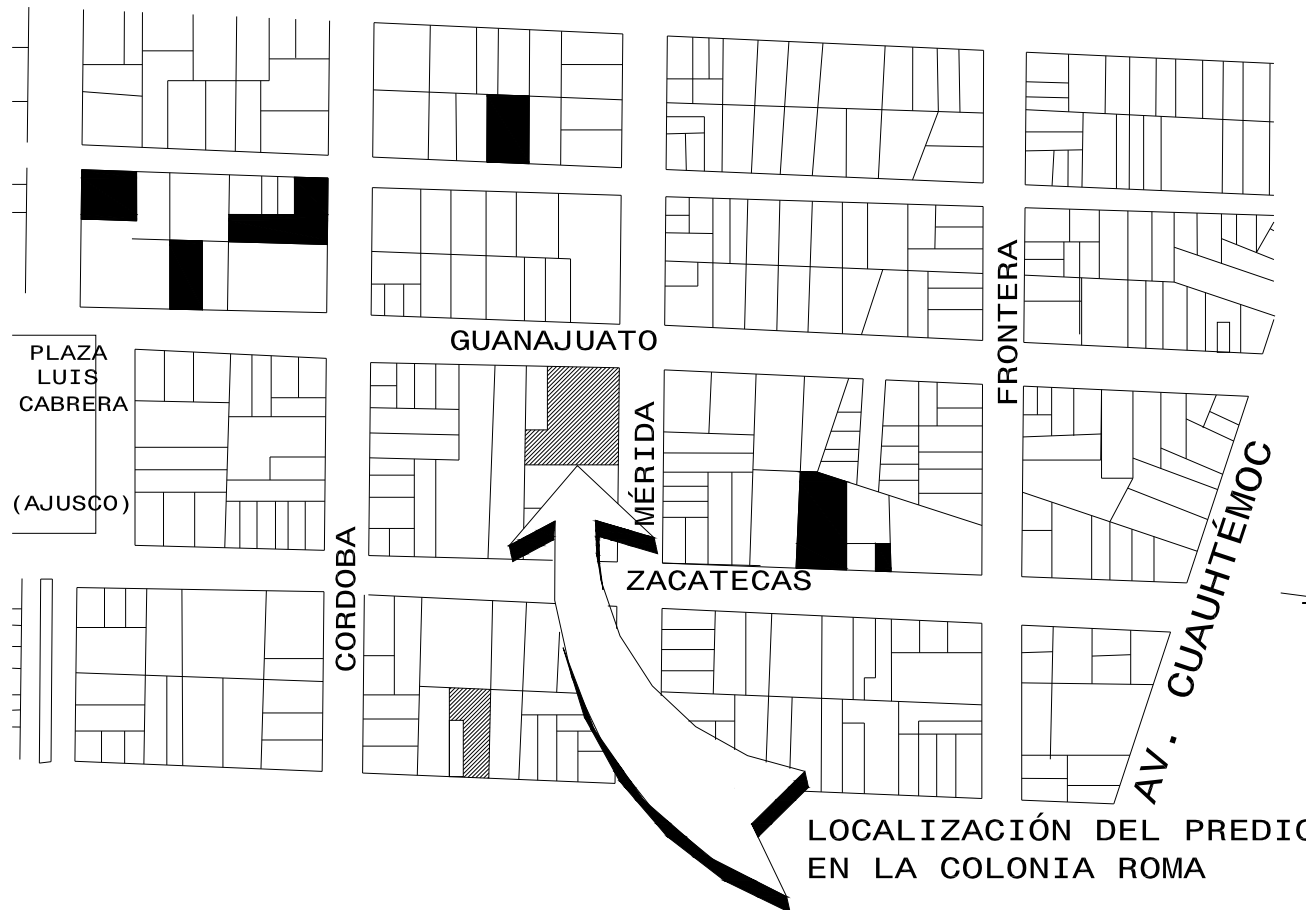 GUANAJUATO
FRONTERA
PLAZA
LUIS
CABRERA
(AJUSCO)
MÉRIDA
CORDOBA
ZACATECAS
AV. CUAUHTÉMOC
LOCALIZACIÓN DEL PREDIO
EN LA COLONIA ROMA